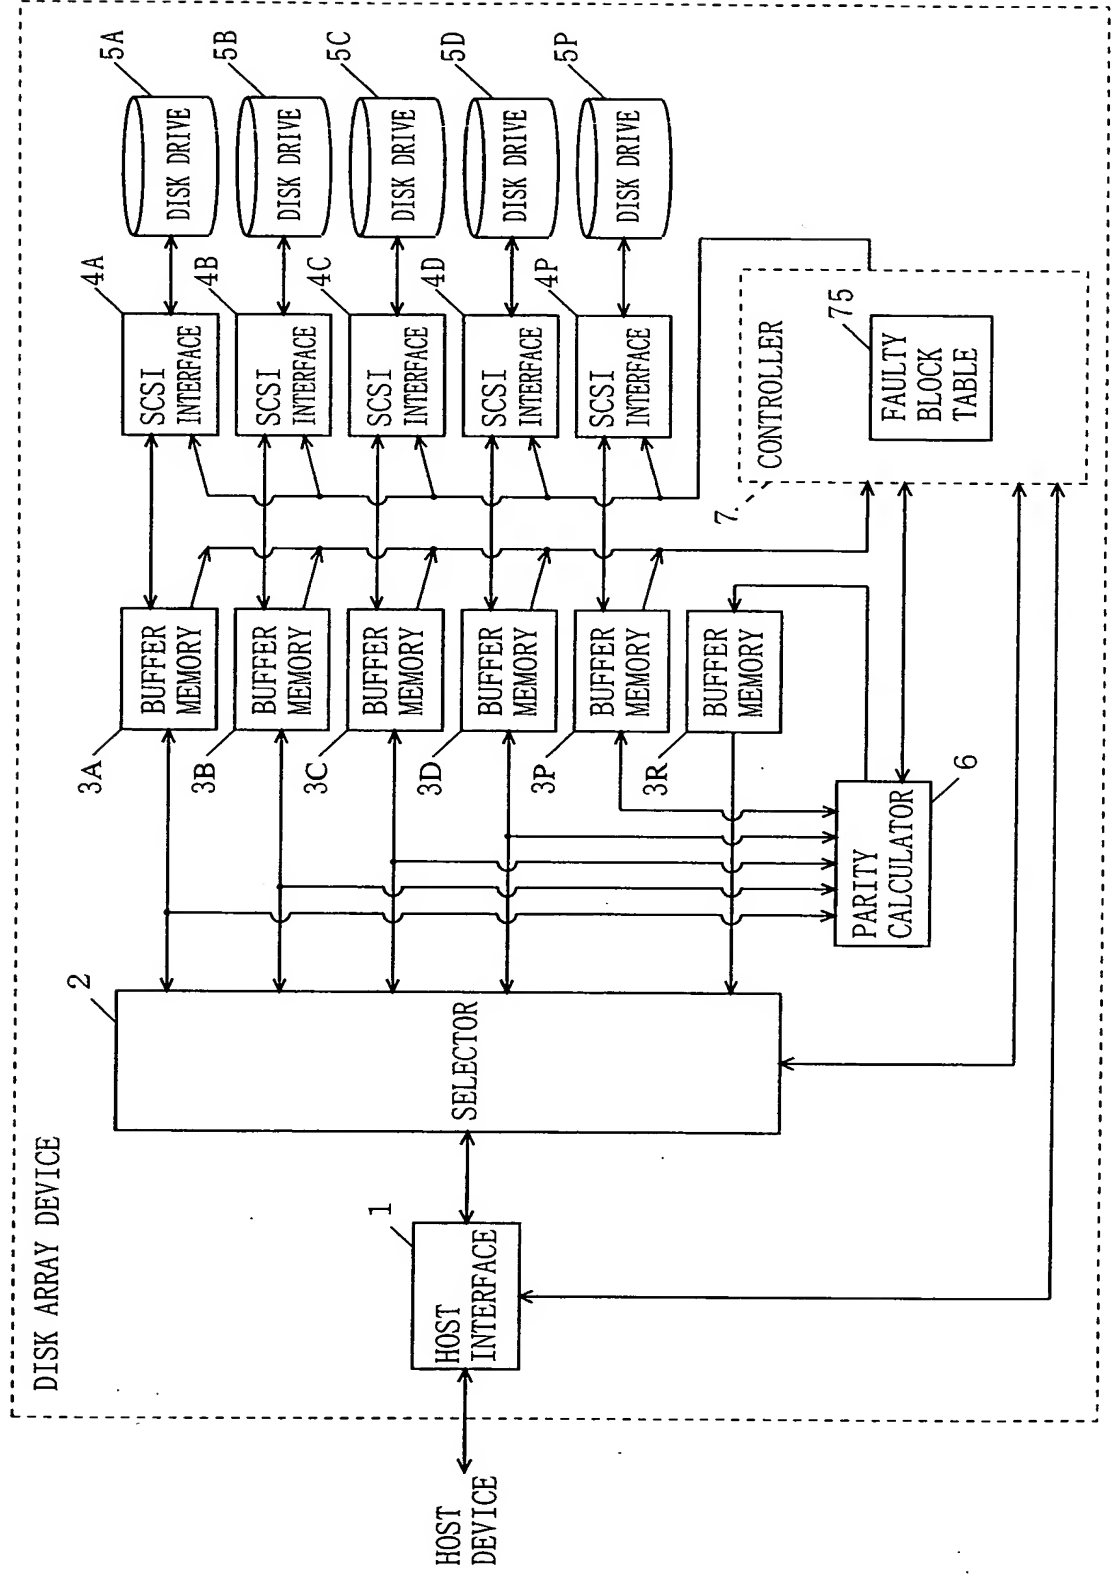 DISK ARRAY DEVICE
HOST
DEVICE
1
HOST
INTERFACE
2
SELECTOR
3A
BUFFER
MEMORY
3B
BUFFER
MEMORY
3C
BUFFER
MEMORY
3D
BUFFER
MEMORY
3P
BUFFER
MEMORY
3R
BUFFER
MEMORY
4A
SCSI
INTERFACE
4B
SCSI
INTERFACE
4C
SCSI
INTERFACE
4D
SCSI
INTERFACE
4P
SCSI
INTERFACE
5A
DISK DRIVE
5B
DISK DRIVE
5C
DISK DRIVE
5D
DISK DRIVE
5P
DISK DRIVE
PARITY
CALCULATOR
6
7
CONTROLLER
75
FAULTY
BLOCK
TABLE